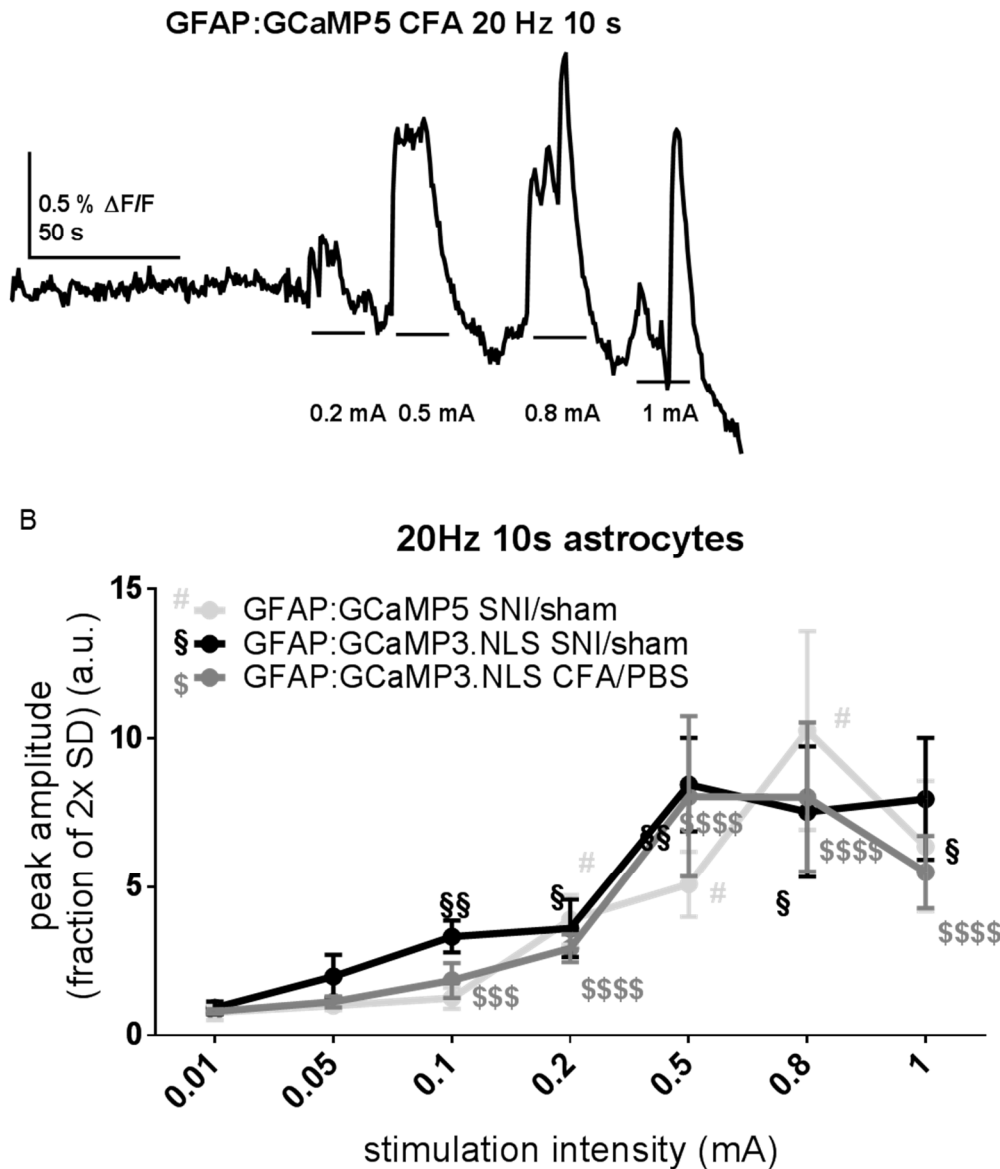 GFAP:GCaMP5 CFA 20 Hz 10 s
0.5 % ΔF/F
50 s
0.2 mA 0.5 mA 0.8 mA 1 mA
B
20Hz 10s astrocytes
# GFAP:GCaMP5 SNI/sham
§ GFAP:GCaMP3.NLS SNI/sham
$ GFAP:GCaMP3.NLS CFA/PBS
peak amplitude
(fraction of 2x SD) (a.u.)
15
10
5
0
#
#
§§ $$$$
$$$$
§
§§
§
#
§
$$$
$$$$
$$$$
0.01 0.05 0.1 0.2 0.5 0.8 1
stimulation intensity (mA)